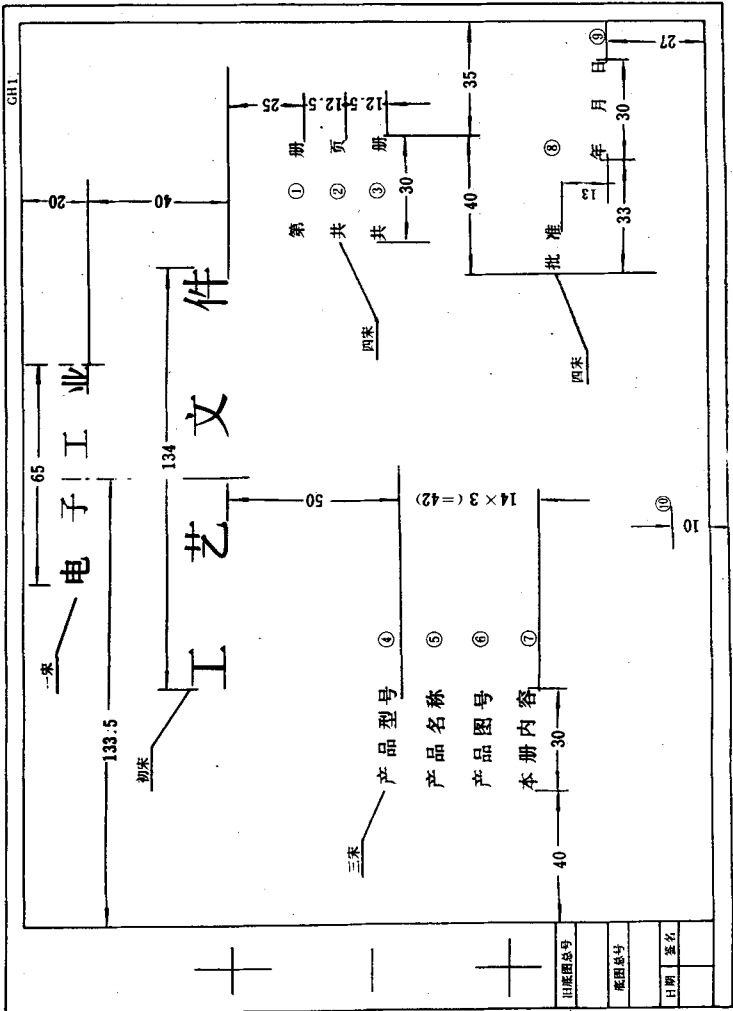 GH1
20
65
电子工业
一宋
40
134
工艺文件
初宋
133.5
25
12.5
12.5
第 ① 册
共 ② 页
共 ③ 册
30
四宋
35
40
50
14×3(=42)
产品型号 ④
产品名称 ⑤
产品图号 ⑥
本册内容 ⑦
三宋
30
40
批准 ⑧
年 月 日 ⑨
13
33
30
27
四宋
⑩
10
旧底图总号
底图总号
日期 签名